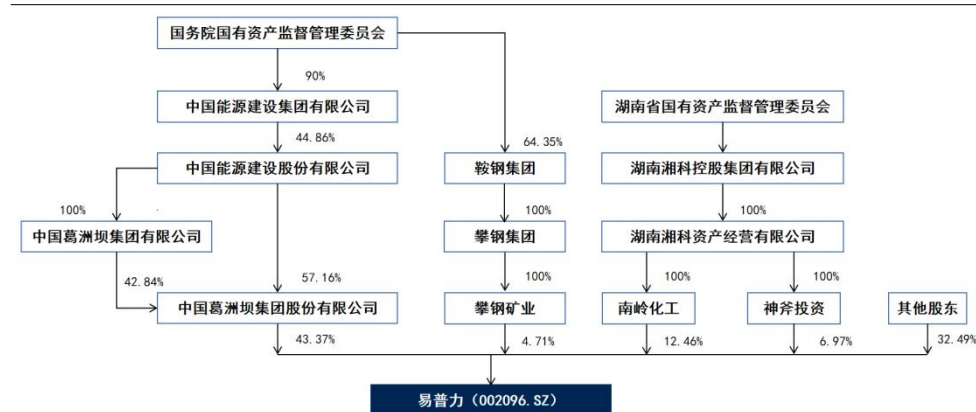 国务院国有资产监督管理委员会
90%
中国能源建设集团有限公司
湖南省国有资产监督管理委员会
44.86%
64.35%
中国能源建设股份有限公司
鞍钢集团
湖南湘科控股集团有限公司
100%
100%
100%
中国葛洲坝集团有限公司
攀钢集团
湖南湘科资产经营有限公司
42.84%
57.16%
100%
100%
100%
中国葛洲坝集团股份有限公司
攀钢矿业
南岭化工
神斧投资
其他股东
43.37%
4.71%
12.46%
6.97%
32.49%
易普力（002096.SZ）